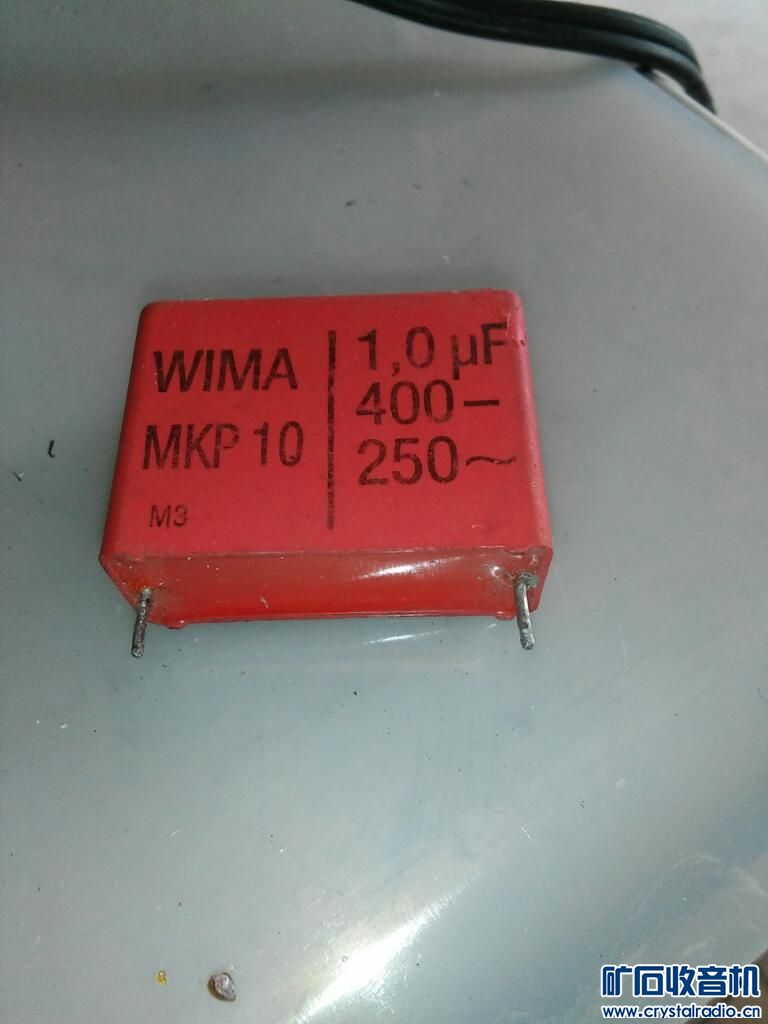 WIMA
MKP 10
M3
1,0 µF
400–
250~
矿石收音机
www.crystalradio.cn